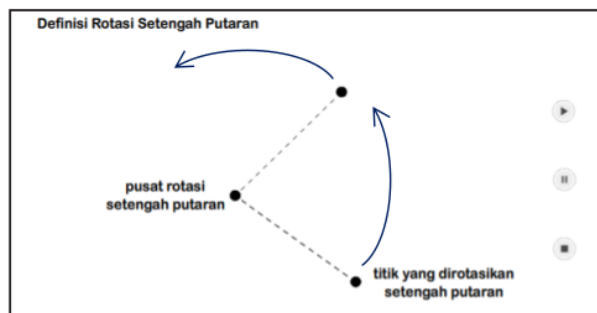 Definisi Rotasi Setengah Putaran
pusat rotasi
setengah putaran
titik yang dirotasikan
setengah putaran